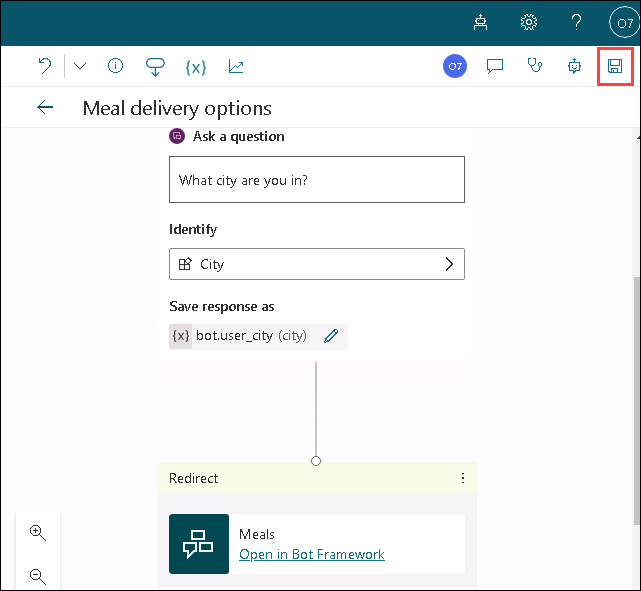 ?
O7
{x}
O7
Meal delivery options
Ask a question
What city are you in?
Identify
City
Save response as
{x} bot.user_city (city)
Redirect
Meals
Open in Bot Framework